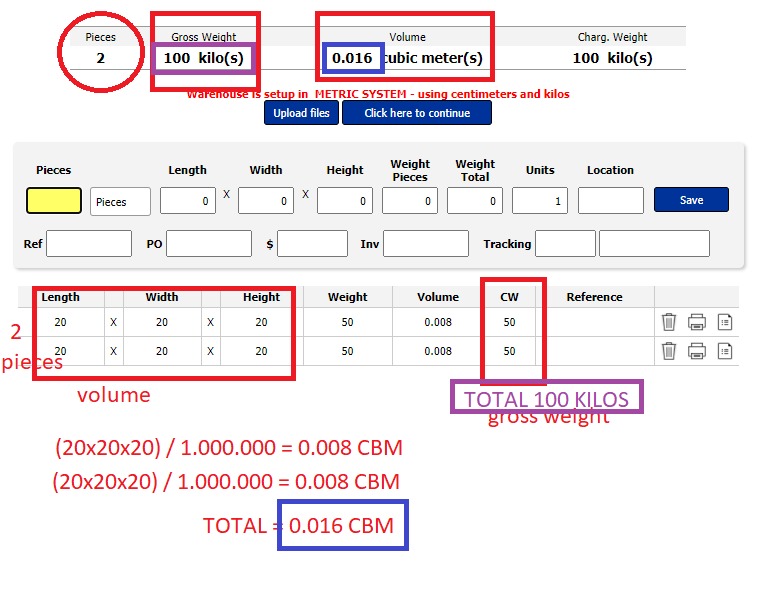 Pieces Gross Weight Volume Charg. Weight
2 100 kilo(s) 0.016 cubic meter(s) 100 kilo(s)
Warehouse is setup in METRIC SYSTEM - using centimeters and kilos
Upload files Click here to continue
Pieces Length Width Height Weight Pieces Weight Total Units Location
Pieces 0 X 0 X 0 0 0 1 Save
Ref PO $ Inv Tracking
Length Width Height Weight Volume CW Reference
20 X 20 X 20 50 0.008 50
20 X 20 X 20 50 0.008 50
2
pieces
volume
TOTAL 100 KILOS
gross weight
(20x20x20) / 1.000.000 = 0.008 CBM
(20x20x20) / 1.000.000 = 0.008 CBM
TOTAL = 0.016 CBM